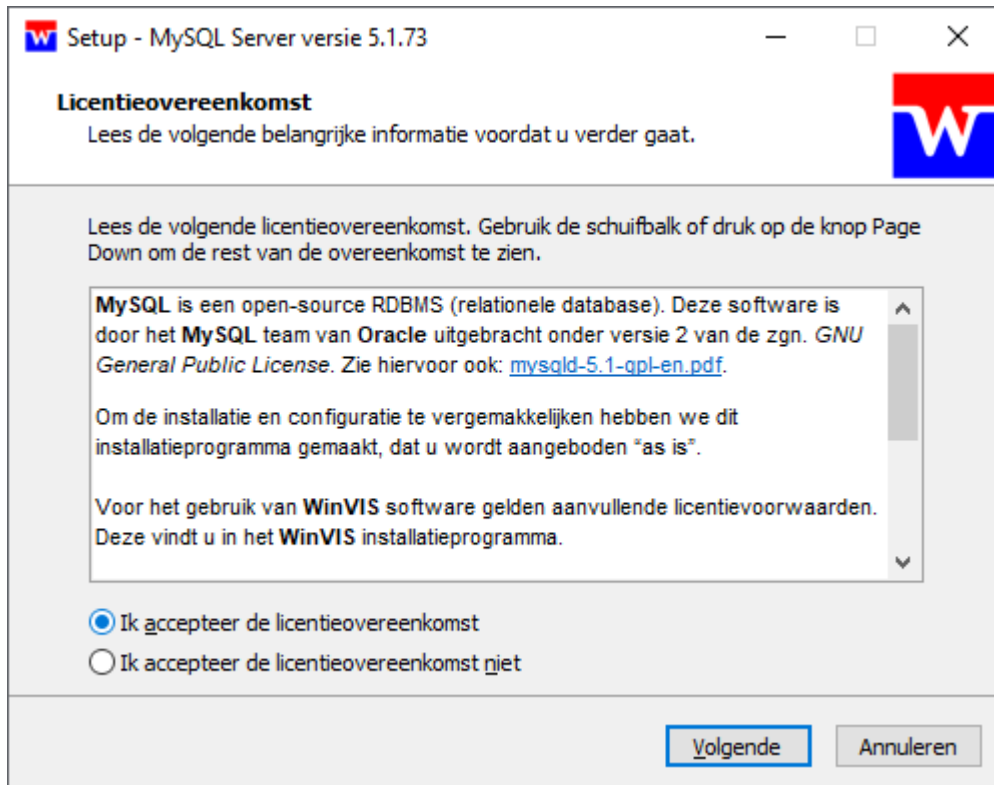 W Setup - MySQL Server versie 5.1.73
Licentieovereenkomst
Lees de volgende belangrijke informatie voordat u verder gaat.
W
Lees de volgende licentieovereenkomst. Gebruik de schuifbalk of druk op de knop Page
Down om de rest van de overeenkomst te zien.
MySQL is een open-source RDBMS (relationele database). Deze software is
door het MySQL team van Oracle uitgebracht onder versie 2 van de zgn. GNU
General Public License. Zie hiervoor ook: mysqld-5.1-gpl-en.pdf.
Om de installatie en configuratie te vergemakkelijken hebben we dit
installatieprogramma gemaakt, dat u wordt aangeboden “as is”.
Voor het gebruik van WinVIS software gelden aanvullende licentievoorwaarden.
Deze vindt u in het WinVIS installatieprogramma.
Ik accepteer de licentieovereenkomst
Ik accepteer de licentieovereenkomst niet
Volgende
Annuleren